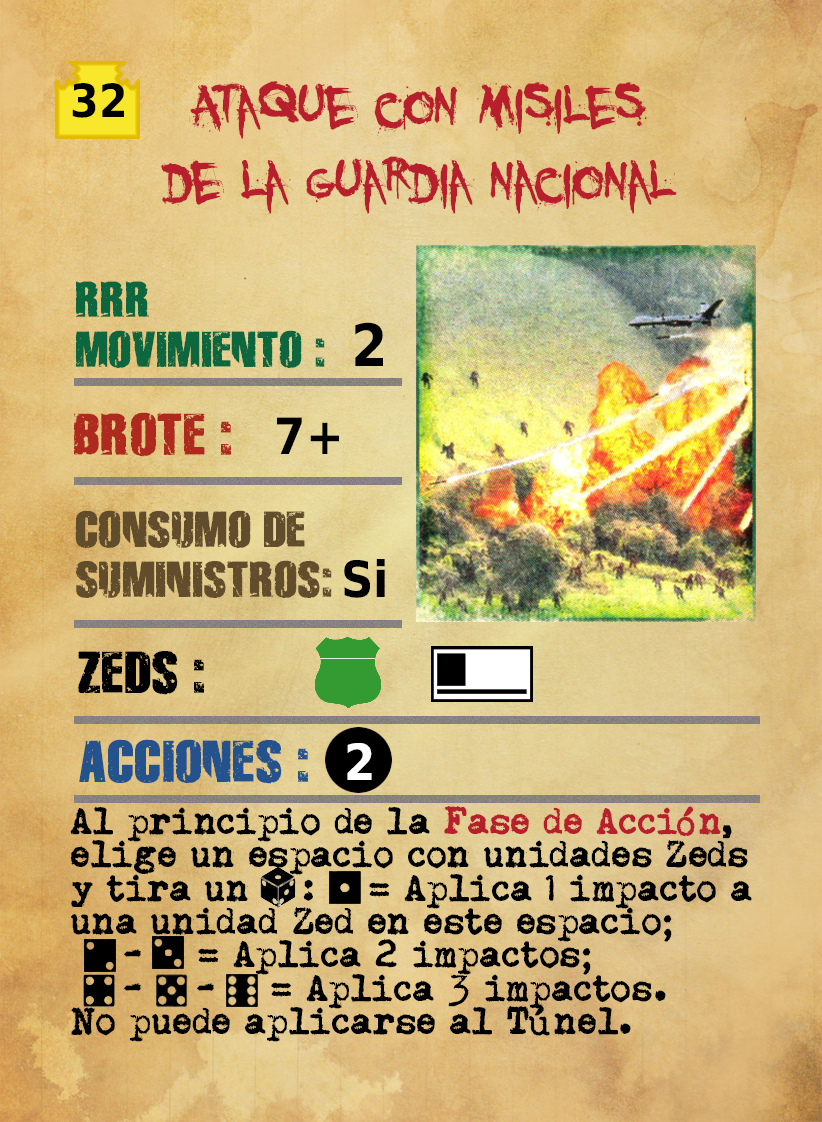 32
ATAQUE CON MISILES
DE LA GUARDIA NACIONAL
RRR
MOVIMIENTO : 2
BROTE : 7+
CONSUMO DE
SUMINISTROS: Si
ZEDS :
ACCIONES : 2
Al principio de la Fase de Acción,
elige un espacio con unidades Zeds
y tira un : = Aplica 1 impacto a
una unidad Zed en este espacio;
- = Aplica 2 impactos;
- - = Aplica 3 impactos.
No puede aplicarse al Túnel.